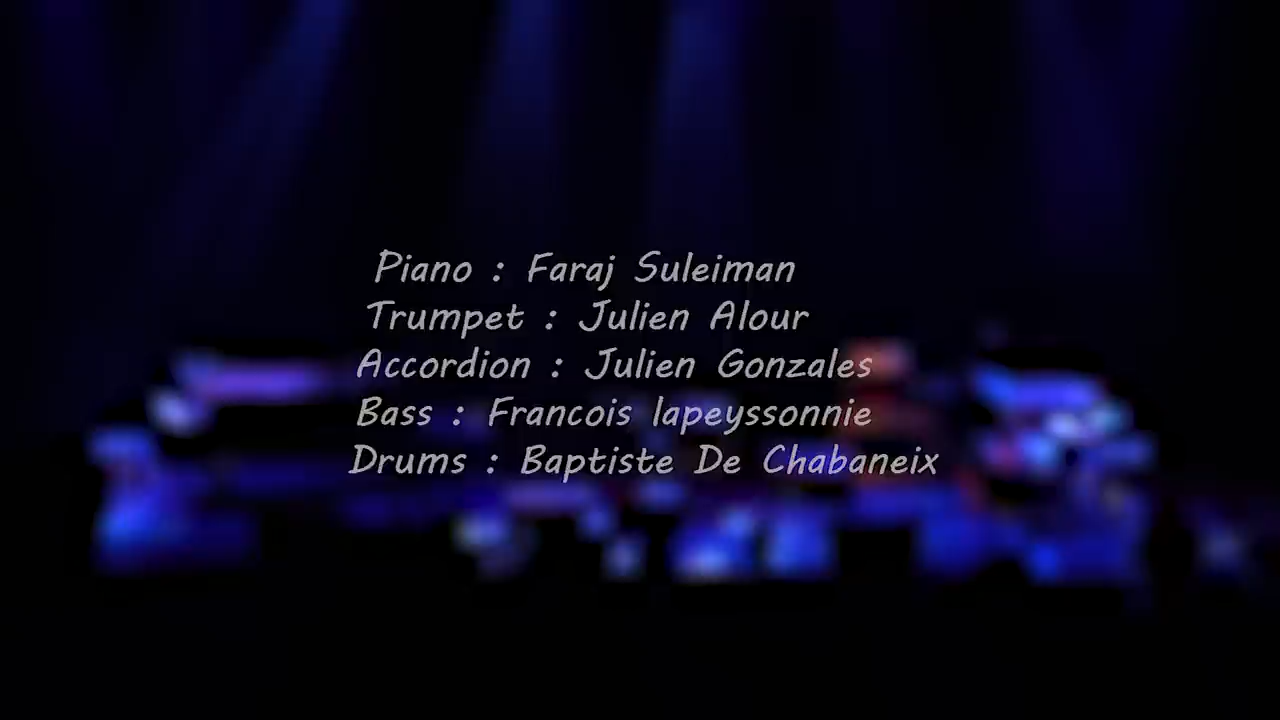 Piano : Faraj Suleiman
Trumpet : Julien Alour
Accordion : Julien Gonzales
Bass : Francois lapeyssonnie
Drums : Baptiste De Chabaneix